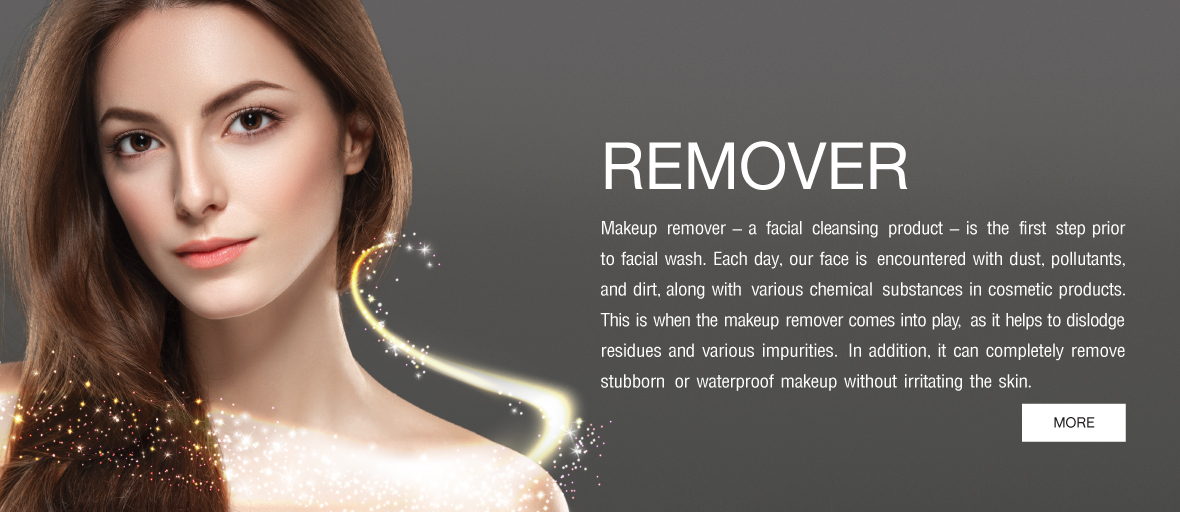 REMOVER
Makeup remover – a facial cleansing product – is the first step prior
to facial wash. Each day, our face is encountered with dust, pollutants,
and dirt, along with various chemical substances in cosmetic products.
This is when the makeup remover comes into play, as it helps to dislodge
residues and various impurities. In addition, it can completely remove
stubborn or waterproof makeup without irritating the skin.
MORE